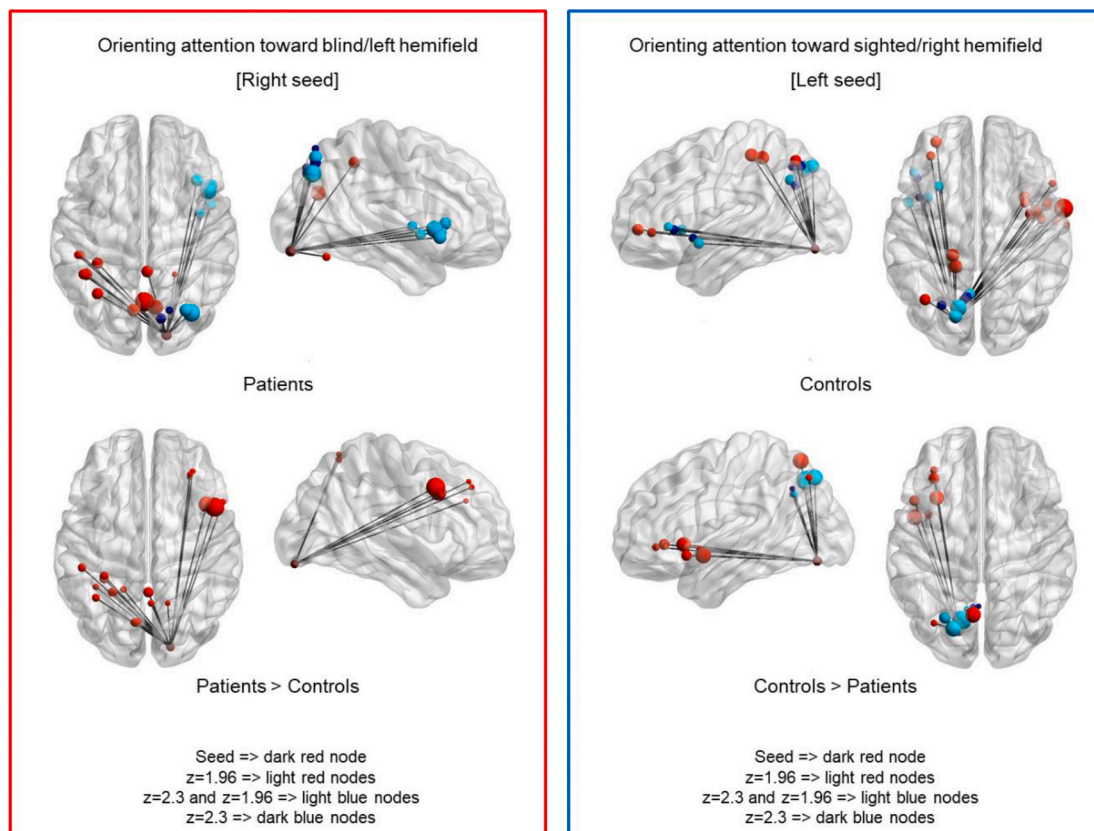 Orienting attention toward blind/left hemifield
[Right seed]
Patients
Patients > Controls
Seed => dark red node
z=1.96 => light red nodes
z=2.3 and z=1.96 => light blue nodes
z=2.3 => dark blue nodes
Orienting attention toward sighted/right hemifield
[Left seed]
Controls
Controls > Patients
Seed => dark red node
z=1.96 => light red nodes
z=2.3 and z=1.96 => light blue nodes
z=2.3 => dark blue nodes